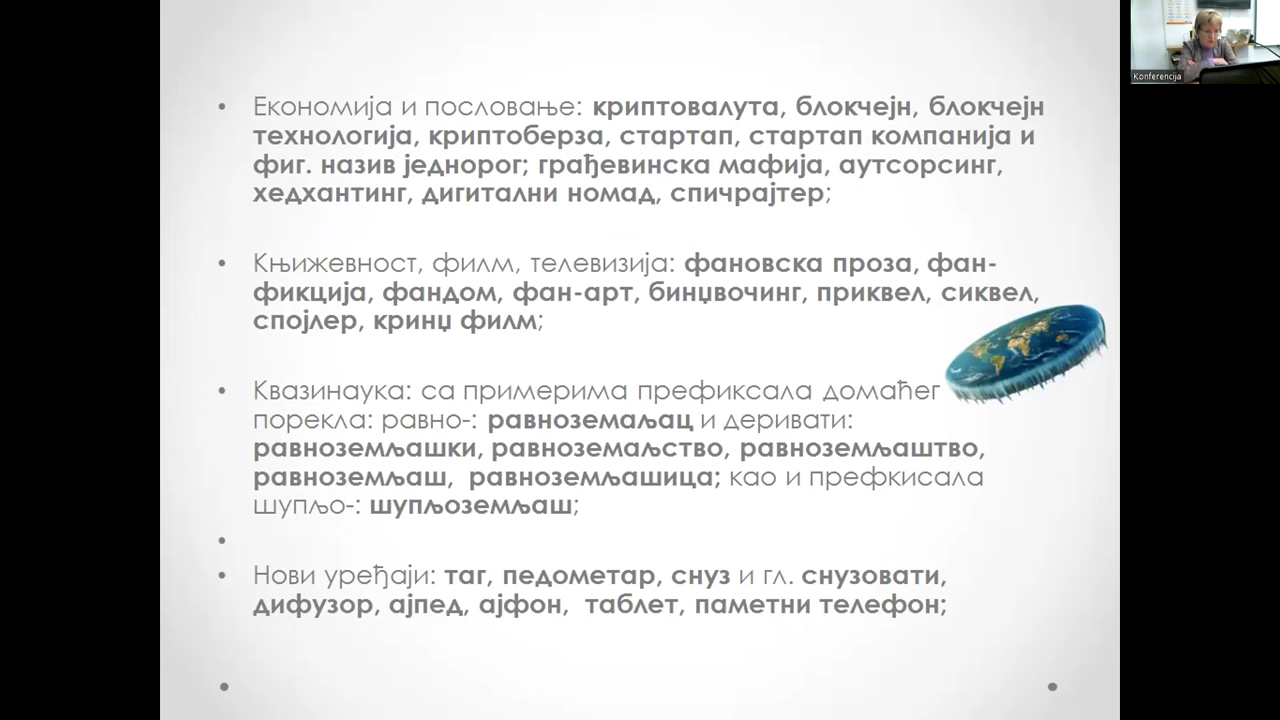 • Економија и пословање: криптовалута, блокчејн, блокчејн
технологија, криптоберза, стартап, стартап компанија и
фиг. назив једнорог; грађевинска мафија, аутсорсинг,
хедхантинг, дигитални номад, спичрајтер;
• Књижевност, филм, телевизија: фановска проза, фан-
фикција, фандом, фан-арт, бинџвочинг, приквел, сиквел,
спојлер, кринџ филм;
• Квазинаука: са примерима префиксала домаћег
порекла: равно-: равноземаљац и деривати:
равноземљашки, равноземаљство, равноземљаштво,
равноземљаш, равноземљашица; као и префкисала
шупљо-: шупљоземљаш;
•
• Нови уређаји: таг, педометар, снуз и гл. снузовати,
дифузор, ајпед, ајфон, таблет, паметни телефон;
Konferencija